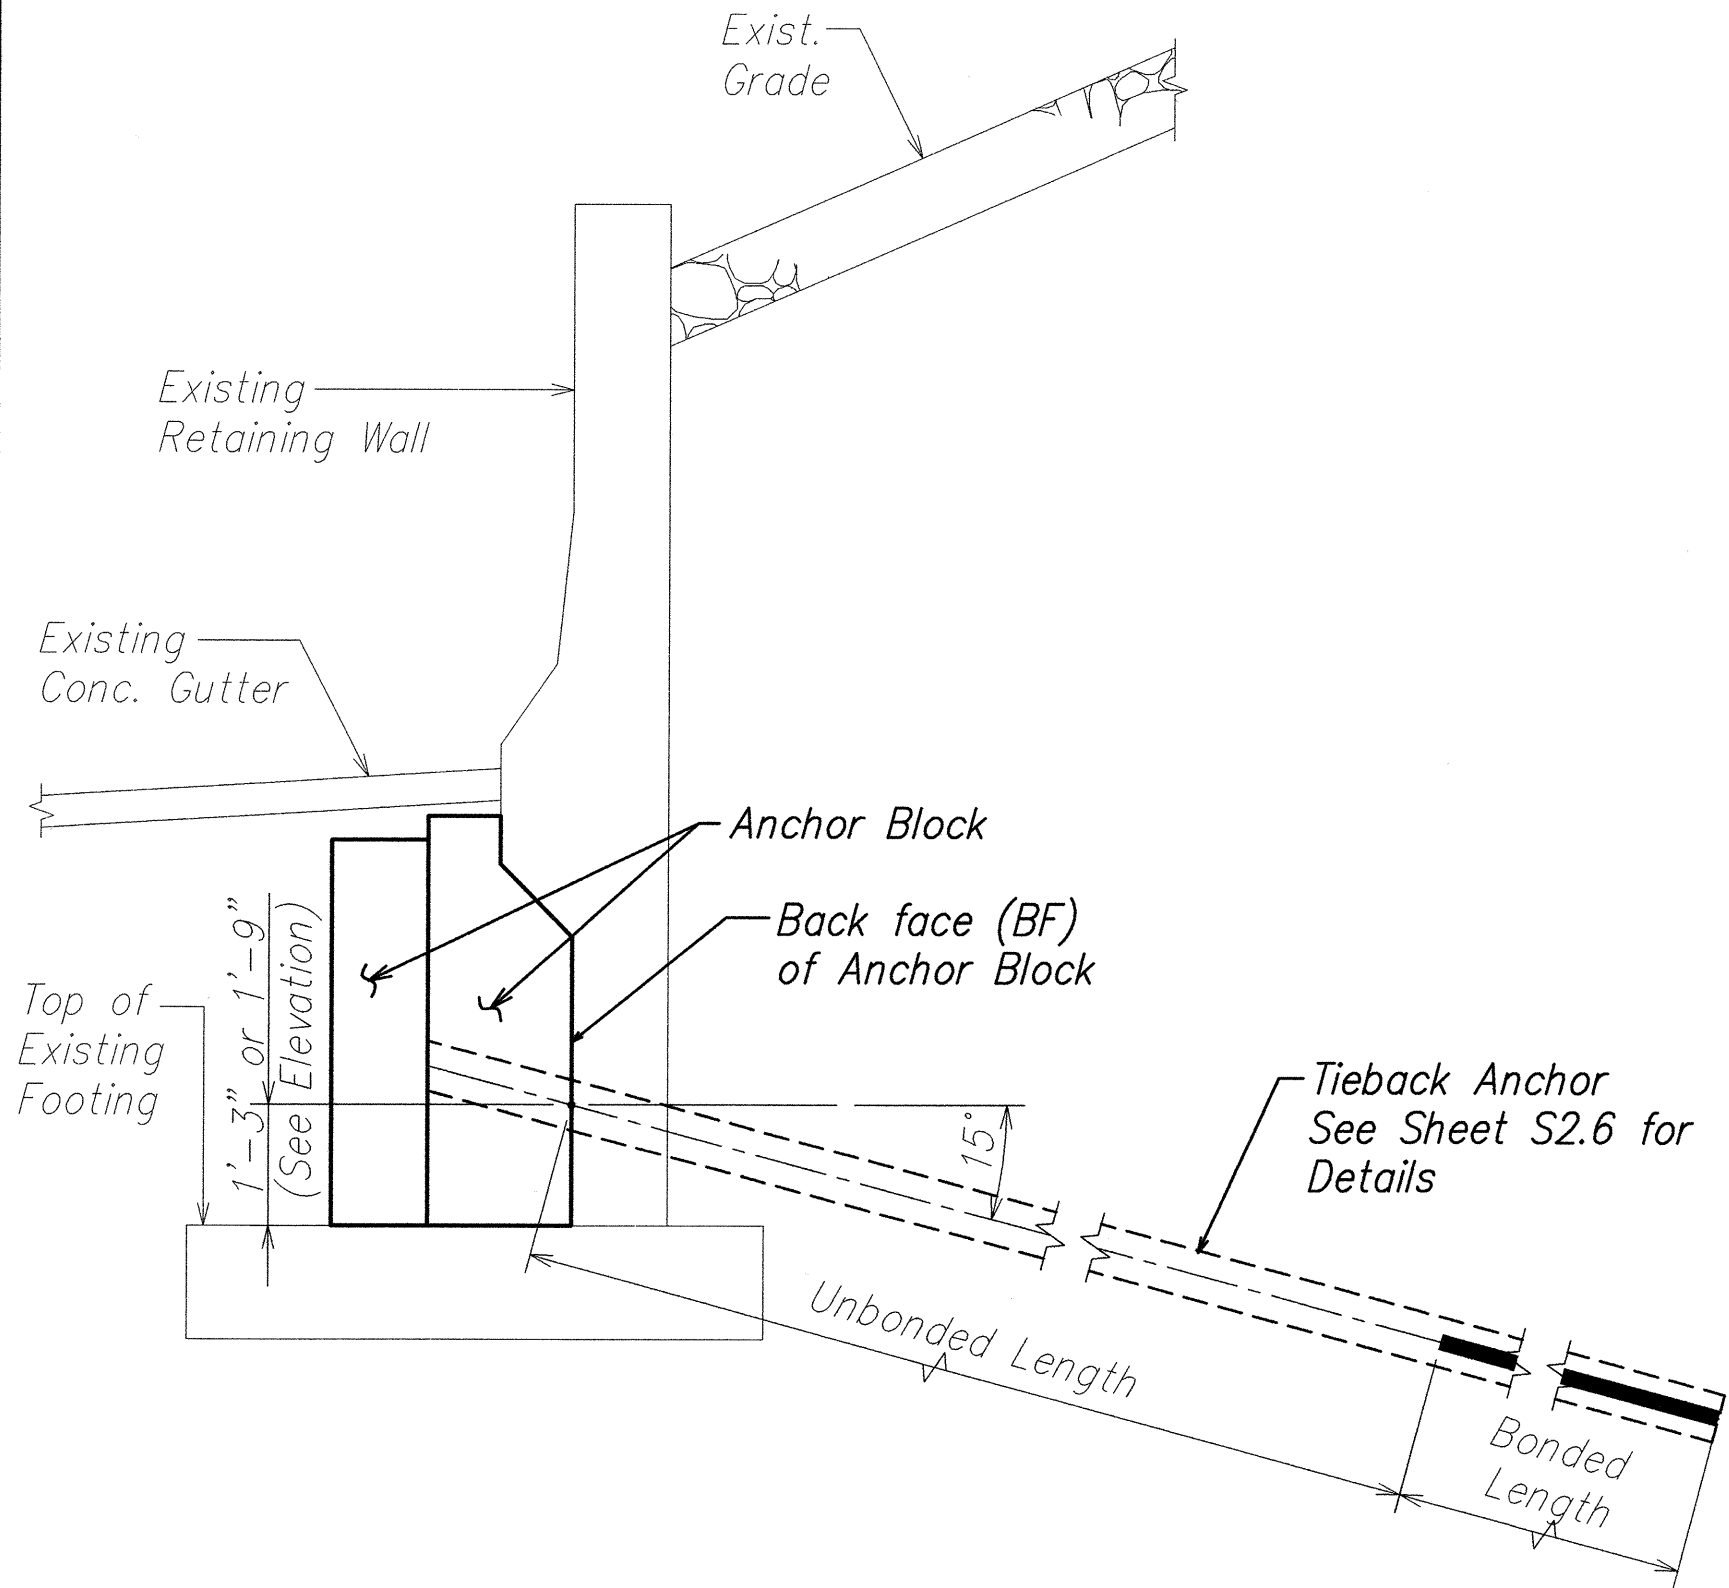 Exist.
Grade
Existing
Retaining Wall
Existing
Conc. Gutter
Anchor Block
Back face (BF)
of Anchor Block
Top of
Existing
Footing
1'-3" or 1'-9"
(See Elevation)
15°
Tieback Anchor
See Sheet S2.6 for
Details
Unbonded Length
Bonded
Length